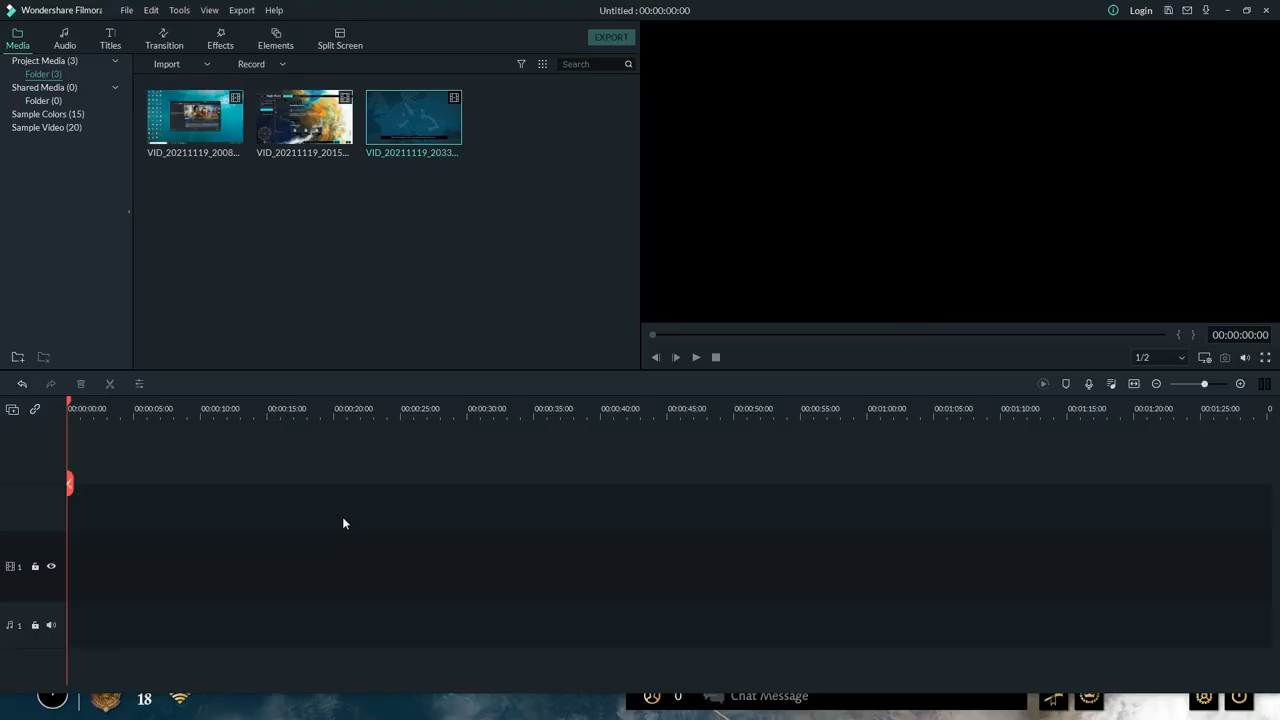 Wondershare Filmora File Edit Tools View Export Help Untitled : 00:00:00:00 Login
Media Audio Titles Transition Effects Elements Split Screen EXPORT
Project Media (3)
Folder (3)
Shared Media (0)
Folder (0)
Sample Colors (15)
Sample Video (20)
Import Record Search
VID_20211119_2008... VID_20211119_2015... VID_20211119_2033...
{ } 00:00:00:00
1/2
00:00:00:00 00:00:05:00 00:00:10:00 00:00:15:00 00:00:20:00 00:00:25:00 00:00:30:00 00:00:35:00 00:00:40:00 00:00:45:00 00:00:50:00 00:00:55:00 00:01:00:00 00:01:05:00 00:01:10:00 00:01:15:00 00:01:20:00 00:01:25:00 0
1
1
18 0 Chat Message